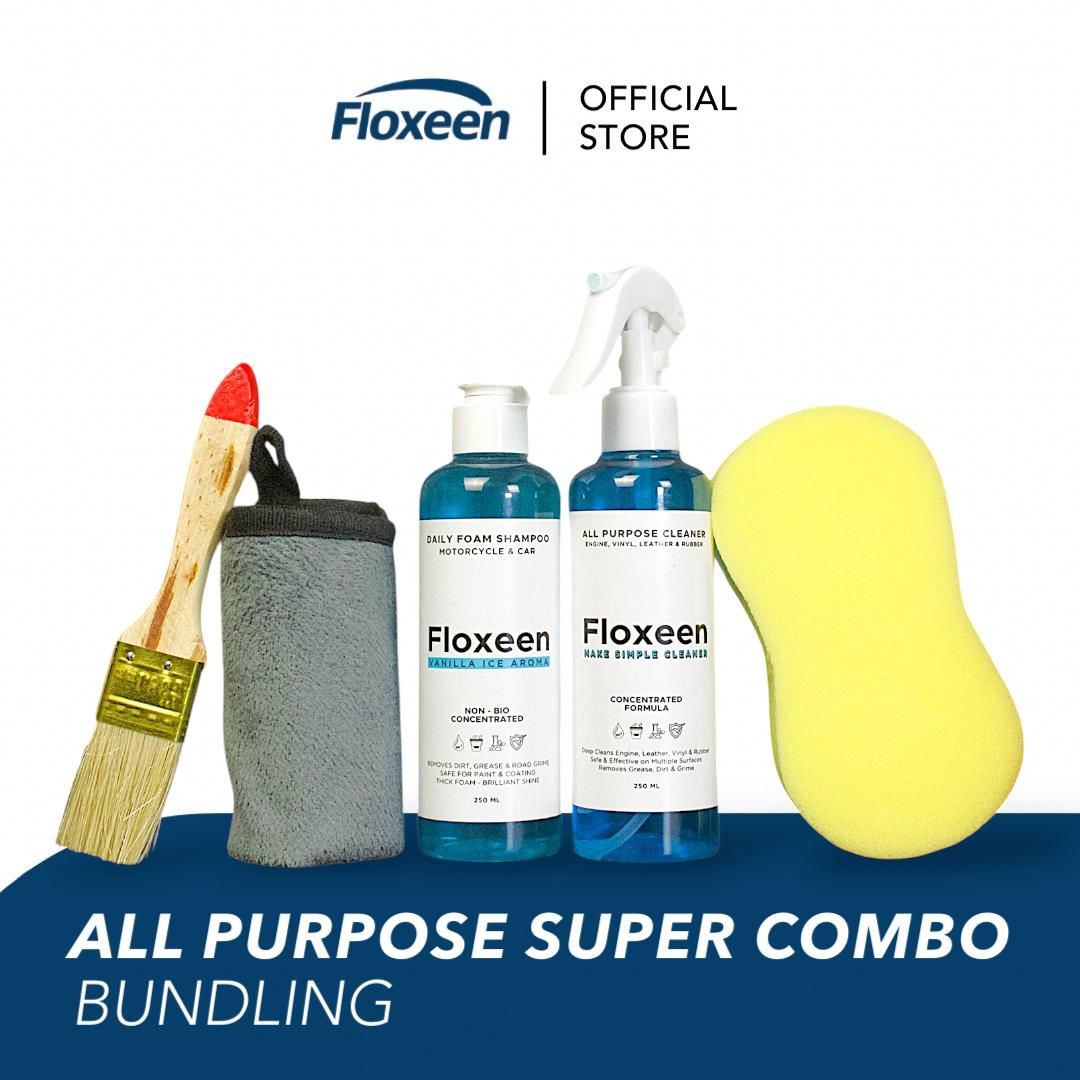 Floxeen
OFFICIAL
STORE
DAILY FOAM SHAMPOO
MOTORCYCLE & CAR
Floxeen
VANILLA ICE AROMA
NON - BIO
CONCENTRATED
REMOVES DIRT, GREASE & ROAD GRIME
SAFE FOR PAINT & COATING
THICK FOAM - BRILLIANT SHINE
250 ML
ALL PURPOSE CLEANER
ENGINE, VINYL, LEATHER & RUBBER
Floxeen
MAKE SIMPLE CLEANER
CONCENTRATED
FORMULA
Deep Cleans Engine, Leather, Vinyl & Rubber
Safe & Effective on Multiple Surfaces
Removes Grease, Dirt & Grime
250 ML
ALL PURPOSE SUPER COMBO
BUNDLING